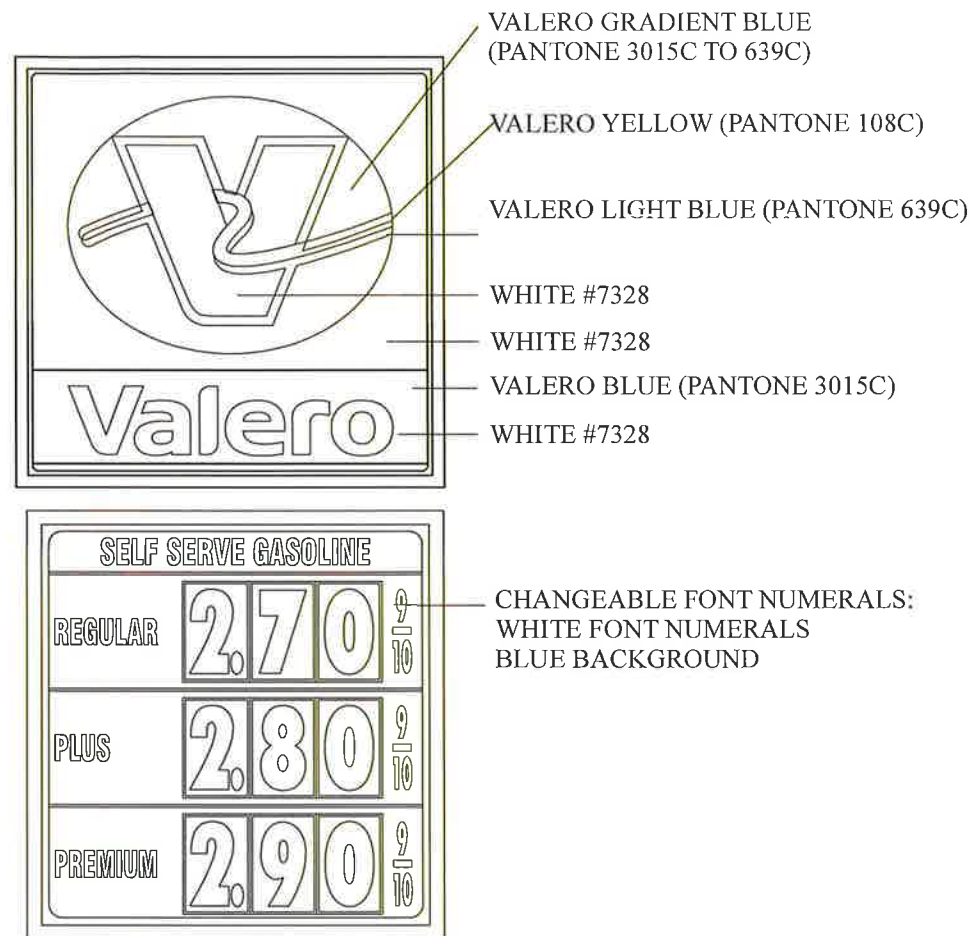 VALERO GRADIENT BLUE
(PANTONE 3015C TO 639C)
VALERO YELLOW (PANTONE 108C)
VALERO LIGHT BLUE (PANTONE 639C)
WHITE #7328
WHITE #7328
VALERO BLUE (PANTONE 3015C)
Valero
WHITE #7328
SELF SERVE GASOLINE
REGULAR 2.70 9/10
CHANGEABLE FONT NUMERALS:
WHITE FONT NUMERALS
BLUE BACKGROUND
PLUS 2.80 9/10
PREMIUM 2.90 9/10